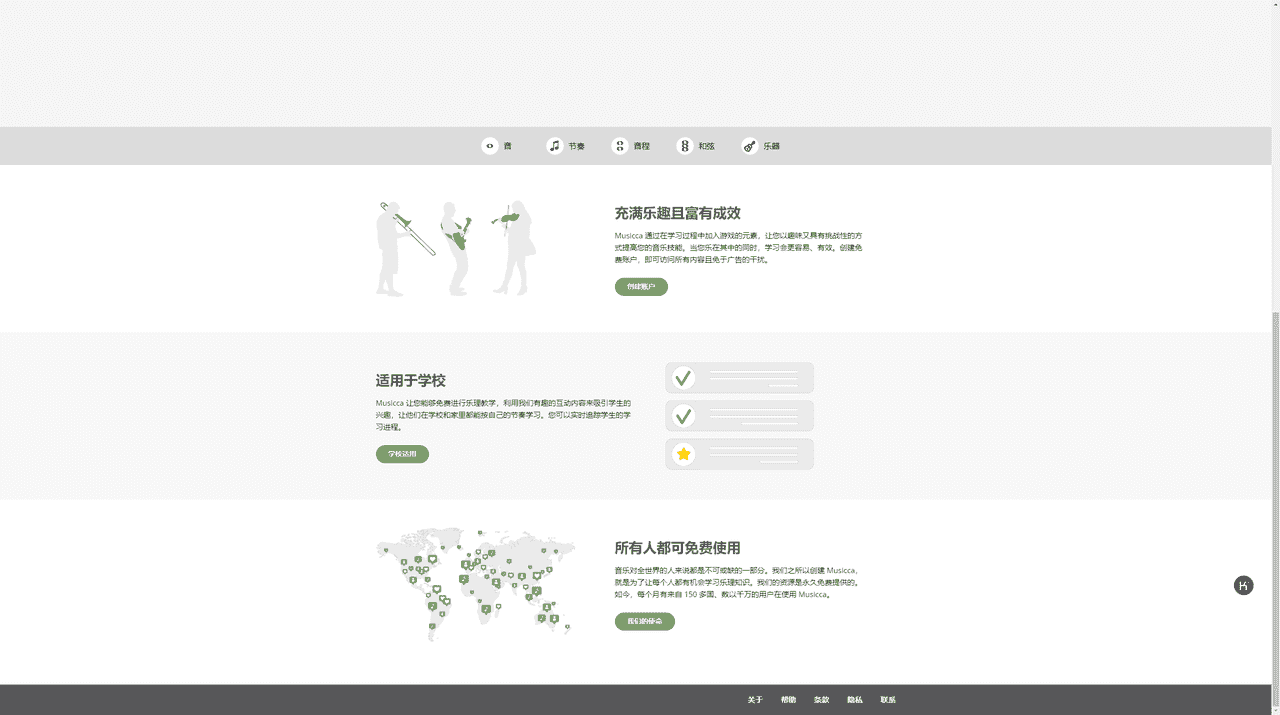 音
节奏
音程
和弦
乐器
充满乐趣且富有成效
Musicca 通过在学习过程中加入游戏的元素，让您以趣味又具有挑战性的方
式提高您的音乐技能。当您乐在其中的同时，学习会更容易、有效。创建免
费账户，即可访问所有内容且免于广告的干扰。
创建账户
适用于学校
Musicca 让您能够免费进行乐理教学，利用我们有趣的互动内容来吸引学生的
兴趣，让他们在学校和家里都能按自己的节奏学习。您可以实时追踪学生的学
习进程。
学校适用
所有人都可免费使用
音乐对全世界的人来说都是不可或缺的一部分。我们之所以创建 Musicca，
就是为了让每个人都有机会学习乐理知识。我们的资源是永久免费提供的。
如今，每个月有来自 150 多国、数以千万的用户在使用 Musicca。
我们的使命
关于
帮助
条款
隐私
联系